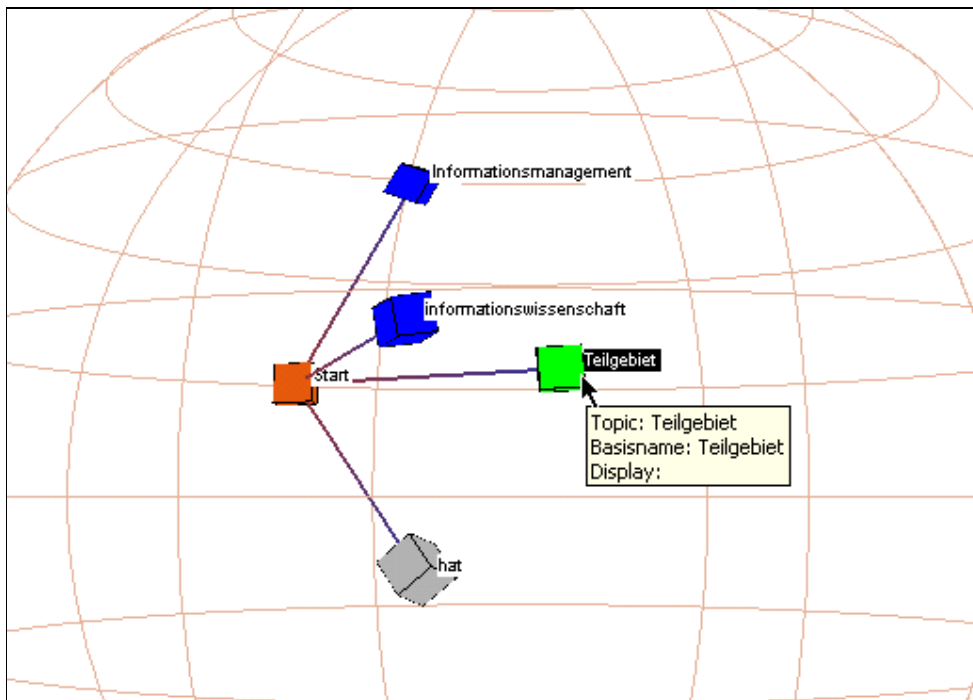 Informationsmanagement
informationswissenschaft
Start
Teilgebiet
Topic: Teilgebiet
Basisname: Teilgebiet
Display:
hat